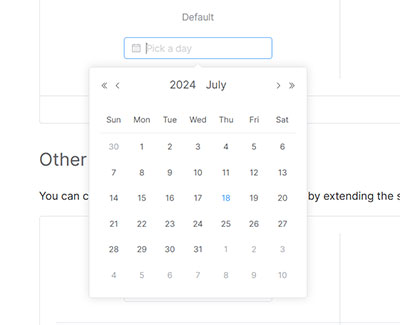 Default
Pick a day
2024 July
Sun Mon Tue Wed Thu Fri Sat
30 1 2 3 4 5 6
7 8 9 10 11 12 13
Other
You can c by extending the s
14 15 16 17 18 19 20
21 22 23 24 25 26 27
28 29 30 31 1 2 3
4 5 6 7 8 9 10